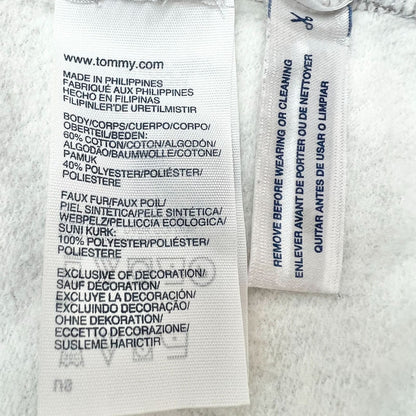 www.tommy.com
MADE IN PHILIPPINES
FABRIQUÉ AUX PHILIPPINES
HECHO EN FILIPINAS
FILIPINLER'DE URETILMISTIR
BODY/CORPS/CUERPO/CORPO/
OBERTEIL/BEDEN:
60% COTTON/COTON/ALGODÓN/
ALGODÃO/BAUMWOLLE/COTONE/
PAMUK
40% POLYESTER/POLIÉSTER/
POLIESTERE
FAUX FUR/FAUX POIL/
PIEL SINTÉTICA/PELE SINTÉTICA/
WEBPELZ/PELLICCIA ECOLOGICA/
SUNI KURK:
100% POLYESTER/POLIÉSTER/
POLIESTERE
EXCLUSIVE OF DECORATION/
SAUF DÉCORATION/
EXCLUYE LA DECORACIÓN/
EXCLUINDO DECORAÇÃO/
OHNE DEKORATION/
ECCETTO DECORAZIONE/
SUSLEME HARICTIR
REMOVE BEFORE WEARING OR CLEANING
ENLEVER AVANT DE PORTER OU DE NETTOYER
QUITAR ANTES DE USAR O LIMPIAR